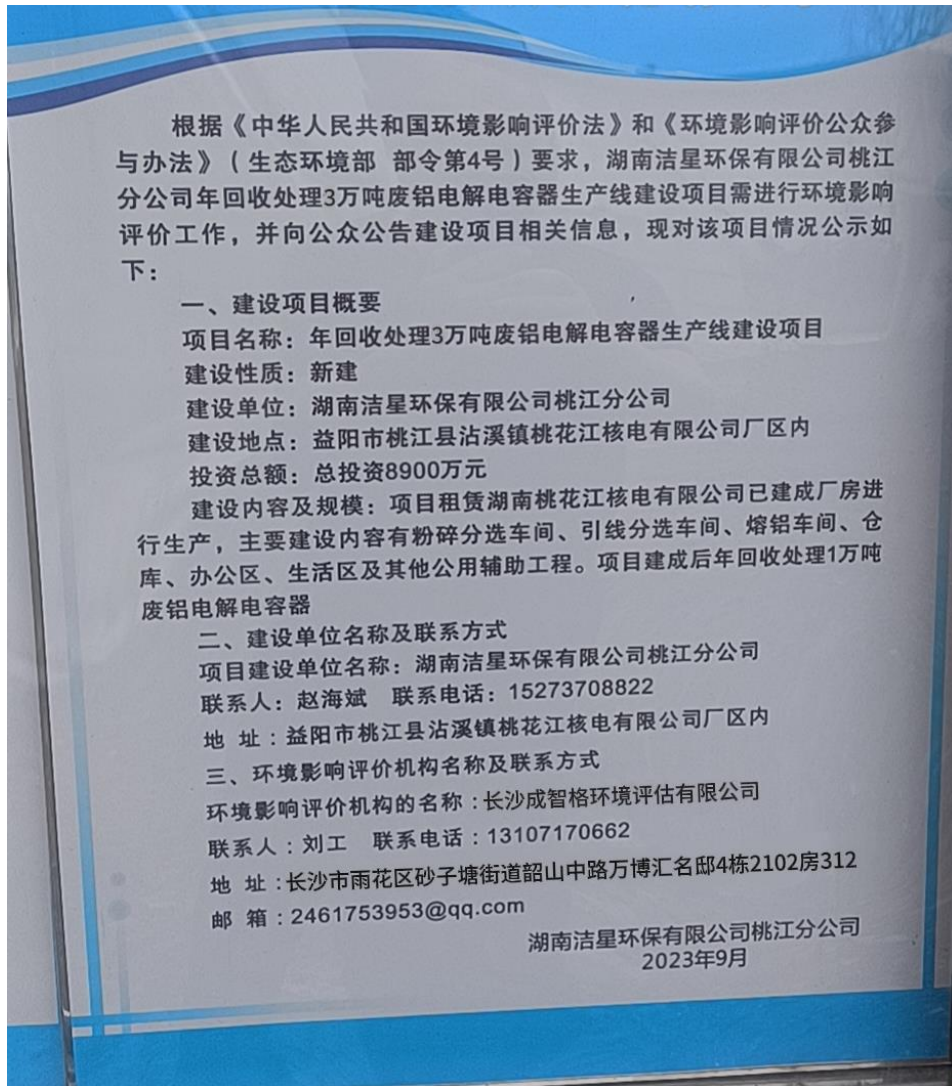 根据《中华人民共和国环境影响评价法》和《环境影响评价公众参
与办法》（生态环境部 部令第4号）要求，湖南洁星环保有限公司桃江
分公司年回收处理3万吨废铝电解电容器生产线建设项目需进行环境影响
评价工作，并向公众公告建设项目相关信息，现对该项目情况公示如
下：
一、建设项目概要
项目名称：年回收处理3万吨废铝电解电容器生产线建设项目
建设性质：新建
建设单位：湖南洁星环保有限公司桃江分公司
建设地点：益阳市桃江县沾溪镇桃花江核电有限公司厂区内
投资总额：总投资8900万元
建设内容及规模：项目租赁湖南桃花江核电有限公司已建成厂房进
行生产，主要建设内容有粉碎分选车间、引线分选车间、熔铝车间、仓
库、办公区、生活区及其他公用辅助工程。项目建成后年回收处理1万吨
废铝电解电容器
二、建设单位名称及联系方式
项目建设单位名称：湖南洁星环保有限公司桃江分公司
联系人：赵海斌 联系电话：15273708822
地 址：益阳市桃江县沾溪镇桃花江核电有限公司厂区内
三、环境影响评价机构名称及联系方式
环境影响评价机构的名称：长沙成智格环境评估有限公司
联系人：刘工 联系电话：13107170662
地 址：长沙市雨花区砂子塘街道韶山中路万博汇名邸4栋2102房312
邮 箱：2461753953@qq.com
湖南洁星环保有限公司桃江分公司
2023年9月